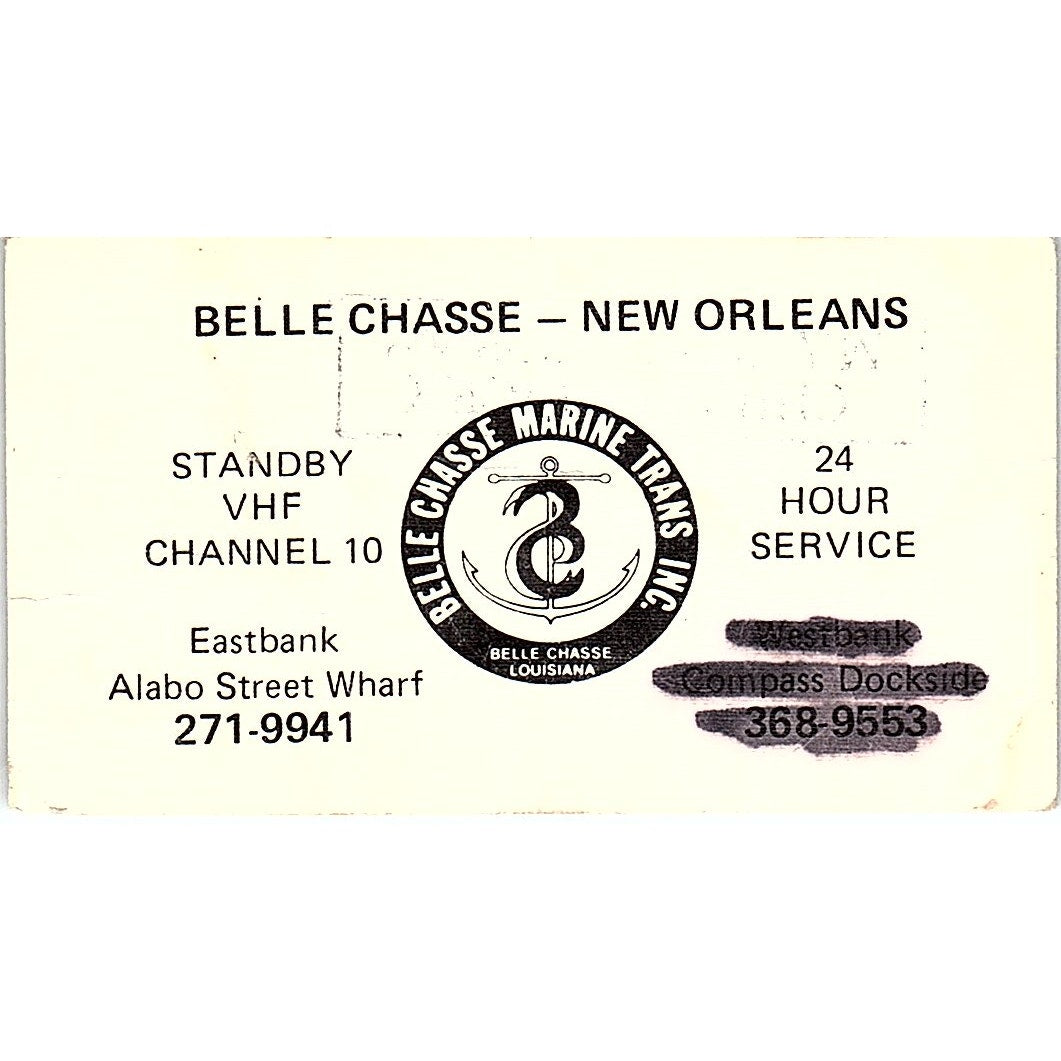 BELLE CHASSE – NEW ORLEANS
STANDBY
VHF
CHANNEL 10
BELLE CHASSE MARINE TRANS INC.
BELLE CHASSE
LOUISIANA
24
HOUR
SERVICE
Eastbank
Alabo Street Wharf
271-9941
Westbank
Compass Dockside
368-9553